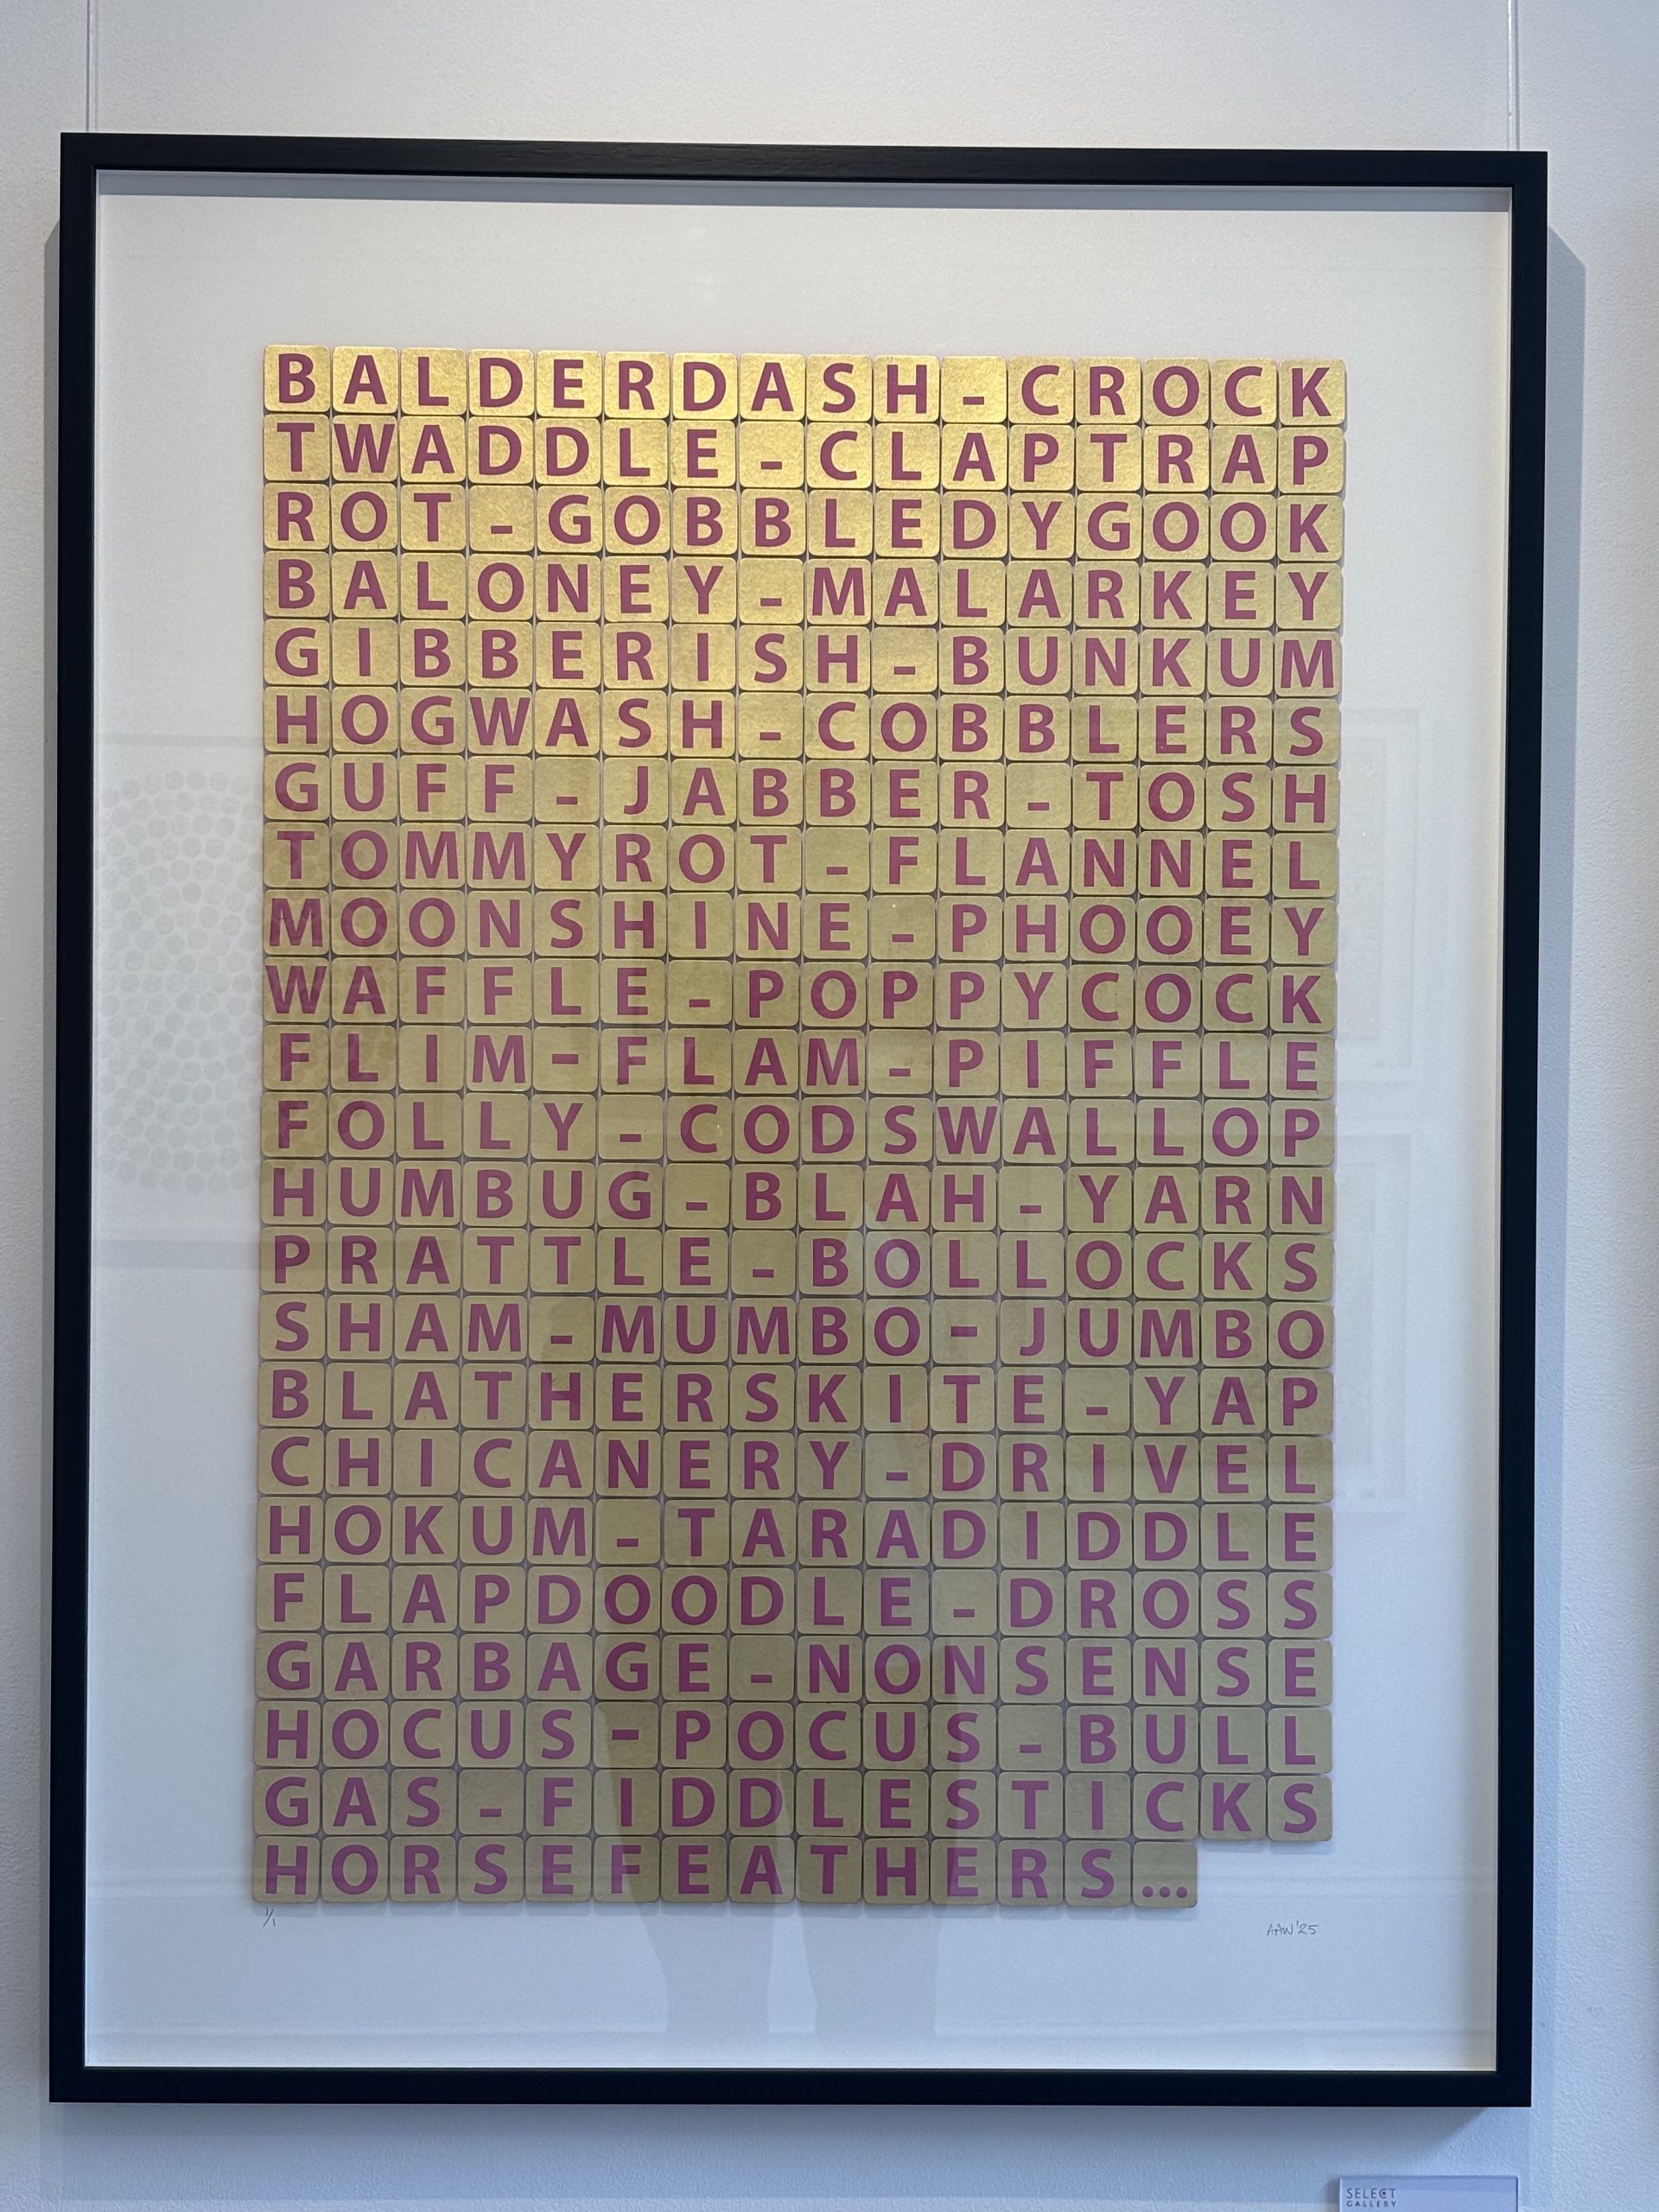 BALDERDASH-CROCK
TWADDLE-CLAPTRAP
ROT-GOBBLEDYGOOK
BALONEY-MALARKEY
GIBBERISH-BUNKUM
HOGWASH-COBBLERS
GUFF-JABBER-TOSH
TOMMYROT-FLANNEL
MOONSHINE-PHOOEY
WAFFLE-POPPYCOCK
FLIM-FLAM-PIFFLE
FOLLY-CODSWALLOP
HUMBUG-BLAH-YARN
PRATTLE-BOLLOCKS
SHAM-MUMBO-JUMBO
BLATHERSKITE-YAP
CHICANERY-DRIVEL
HOKUM-TARADIDDLE
FLAPDOODLE-DROSS
GARBAGE-NONSENSE
HOCUS-POCUS-BULL
GAS-FIDDLESTICKS
HORSEFEATHERS...
1/1
AAW'25
SELECT
GALLERY